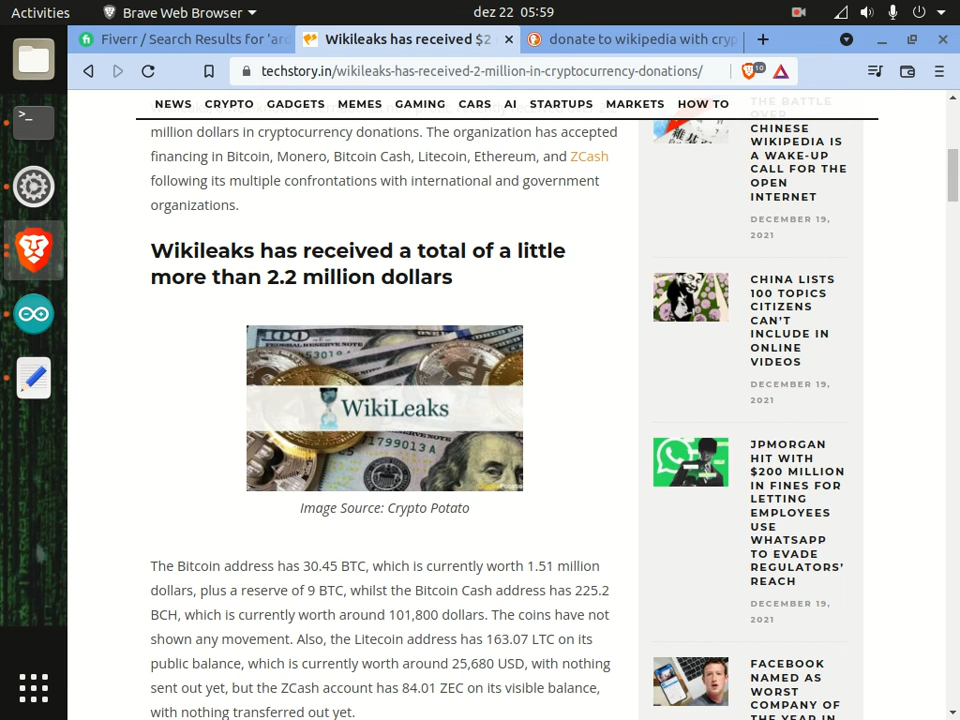 Activities
Brave Web Browser
dez 22 05:59
Fiverr / Search Results for 'arc
Wikileaks has received $2
donate to wikipedia with cryp
techstory.in/wikileaks-has-received-2-million-in-cryptocurrency-donations/
10
NEWS CRYPTO GADGETS MEMES GAMING CARS AI STARTUPS MARKETS HOW TO
million dollars in cryptocurrency donations. The organization has accepted
financing in Bitcoin, Monero, Bitcoin Cash, Litecoin, Ethereum, and ZCash
following its multiple confrontations with international and government
organizations.
Wikileaks has received a total of a little
more than 2.2 million dollars
100
FEDERAL RESERVE NOTE
WikiLeaks
Image Source: Crypto Potato
The Bitcoin address has 30.45 BTC, which is currently worth 1.51 million
dollars, plus a reserve of 9 BTC, whilst the Bitcoin Cash address has 225.2
BCH, which is currently worth around 101,800 dollars. The coins have not
shown any movement. Also, the Litecoin address has 163.07 LTC on its
public balance, which is currently worth around 25,680 USD, with nothing
sent out yet, but the ZCash account has 84.01 ZEC on its visible balance,
with nothing transferred out yet.
THE BATTLE
OVER
CHINESE
WIKIPEDIA IS
A WAKE-UP
CALL FOR THE
OPEN
INTERNET
DECEMBER 19,
2021
CHINA LISTS
100 TOPICS
CITIZENS
CAN'T
INCLUDE IN
ONLINE
VIDEOS
DECEMBER 19,
2021
JPMORGAN
HIT WITH
$200 MILLION
IN FINES FOR
LETTING
EMPLOYEES
USE
WHATSAPP
TO EVADE
REGULATORS'
REACH
DECEMBER 19,
2021
FACEBOOK
NAMED AS
WORST
COMPANY OF
THE YEAR IN